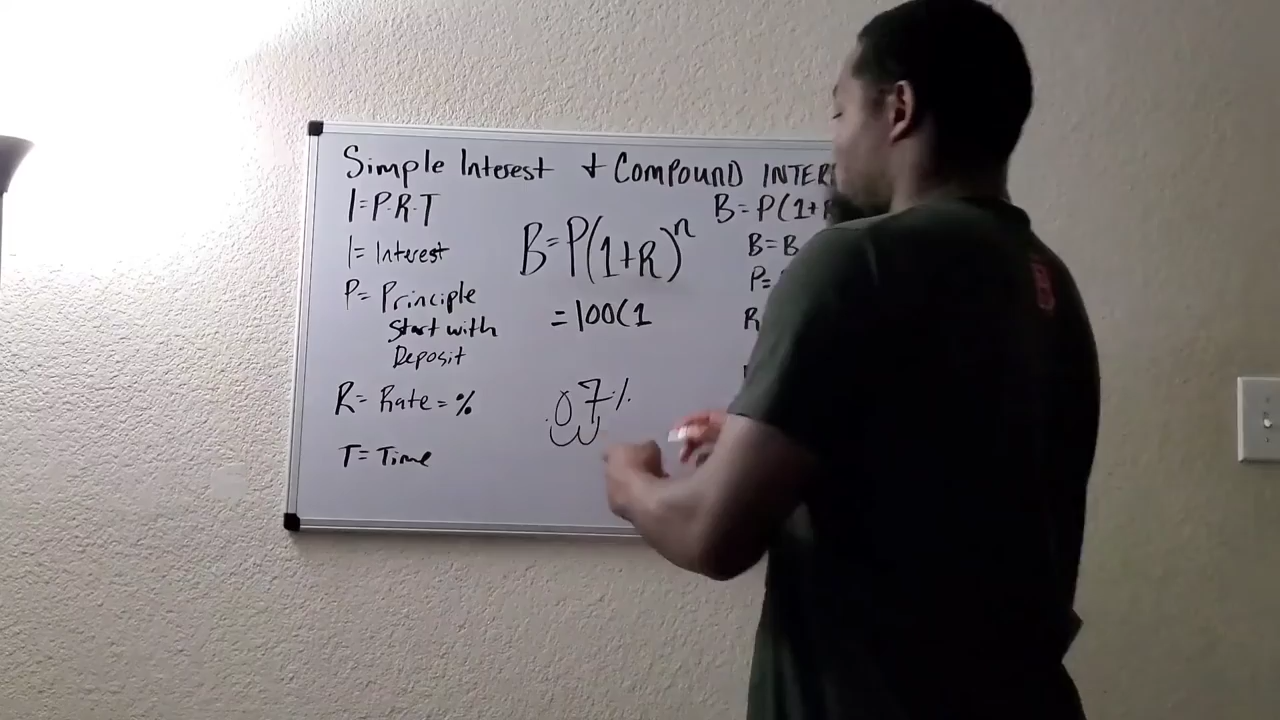 Simple Interest + COMPOUND INTER
I=P·R·T
I= Interest
P= Principle
Start with
Deposit
R= Rate = %
T= Time
B=P(1+R)^n
=100(1
.07%
B=P(1+R
B=B
P=
R